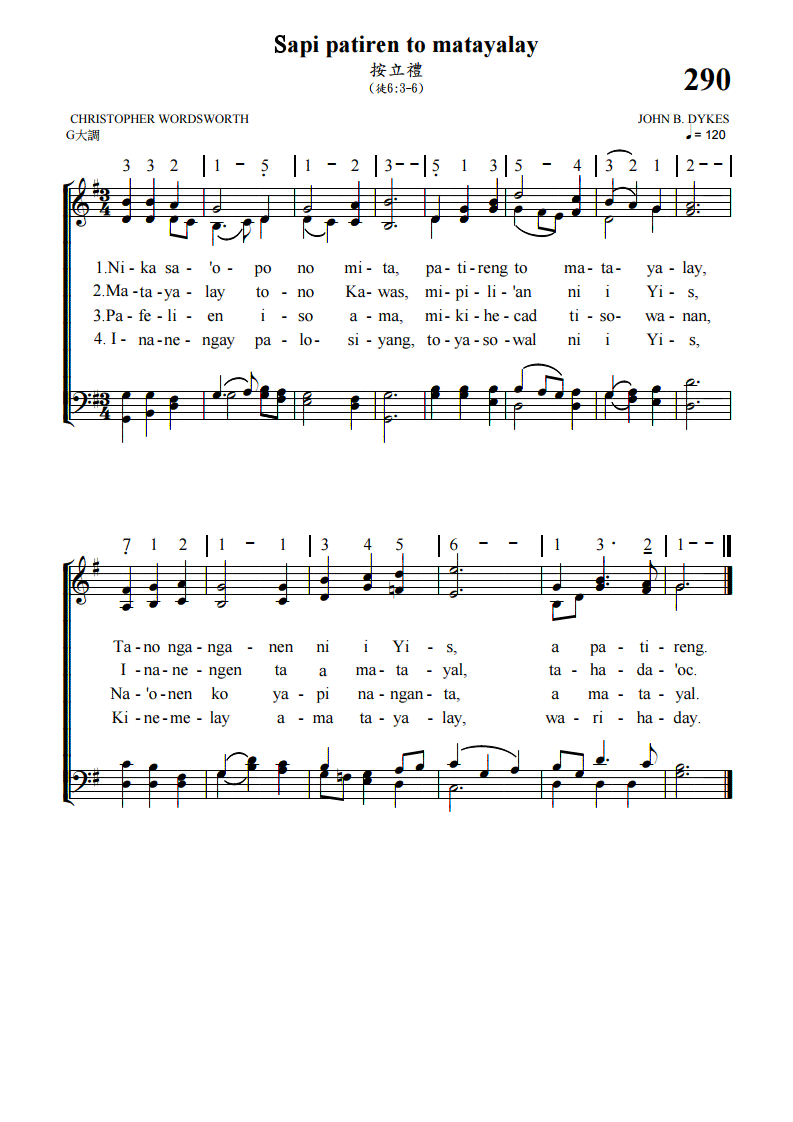 Sapi patiren to matayalay
按立禮
(徒6:3-6)
290
CHRISTOPHER WORDSWORTH
JOHN B. DYKES
G大調
♩ = 120
3 3 2 | 1 - 5̣ | 1 - 2 | 3 - - | 5̣ 1 3 | 5 - 4 | 3 2 1 | 2 - - |
1.Ni - ka sa - 'o - po no mi - ta, pa - ti - reng to ma - ta - ya - lay,
2.Ma - ta - ya - lay to - no Ka - was, mi - pi - li - 'an ni i Yi - s,
3.Pa - fe - li - en i - so a - ma, mi - ki - he - cad ti - so - wa - nan,
4. I - na - ne - ngay pa - lo - si - yang, to - ya - so - wal ni i Yi - s,
7̣ 1 2 | 1 - 1 | 3 4 5 | 6 - - | 1 3 · 2 | 1 - - ||
Ta - no nga - nga - nen ni i Yi - s, a pa - ti - reng.
I - na - ne - ngen ta a ma - ta - yal, ta - ha - da - 'oc.
Na - 'o - nen ko ya - pi na - ngan - ta, a ma - ta - yal.
Ki - ne - me - lay a - ma ta - ya - lay, wa - ri - ha - day.